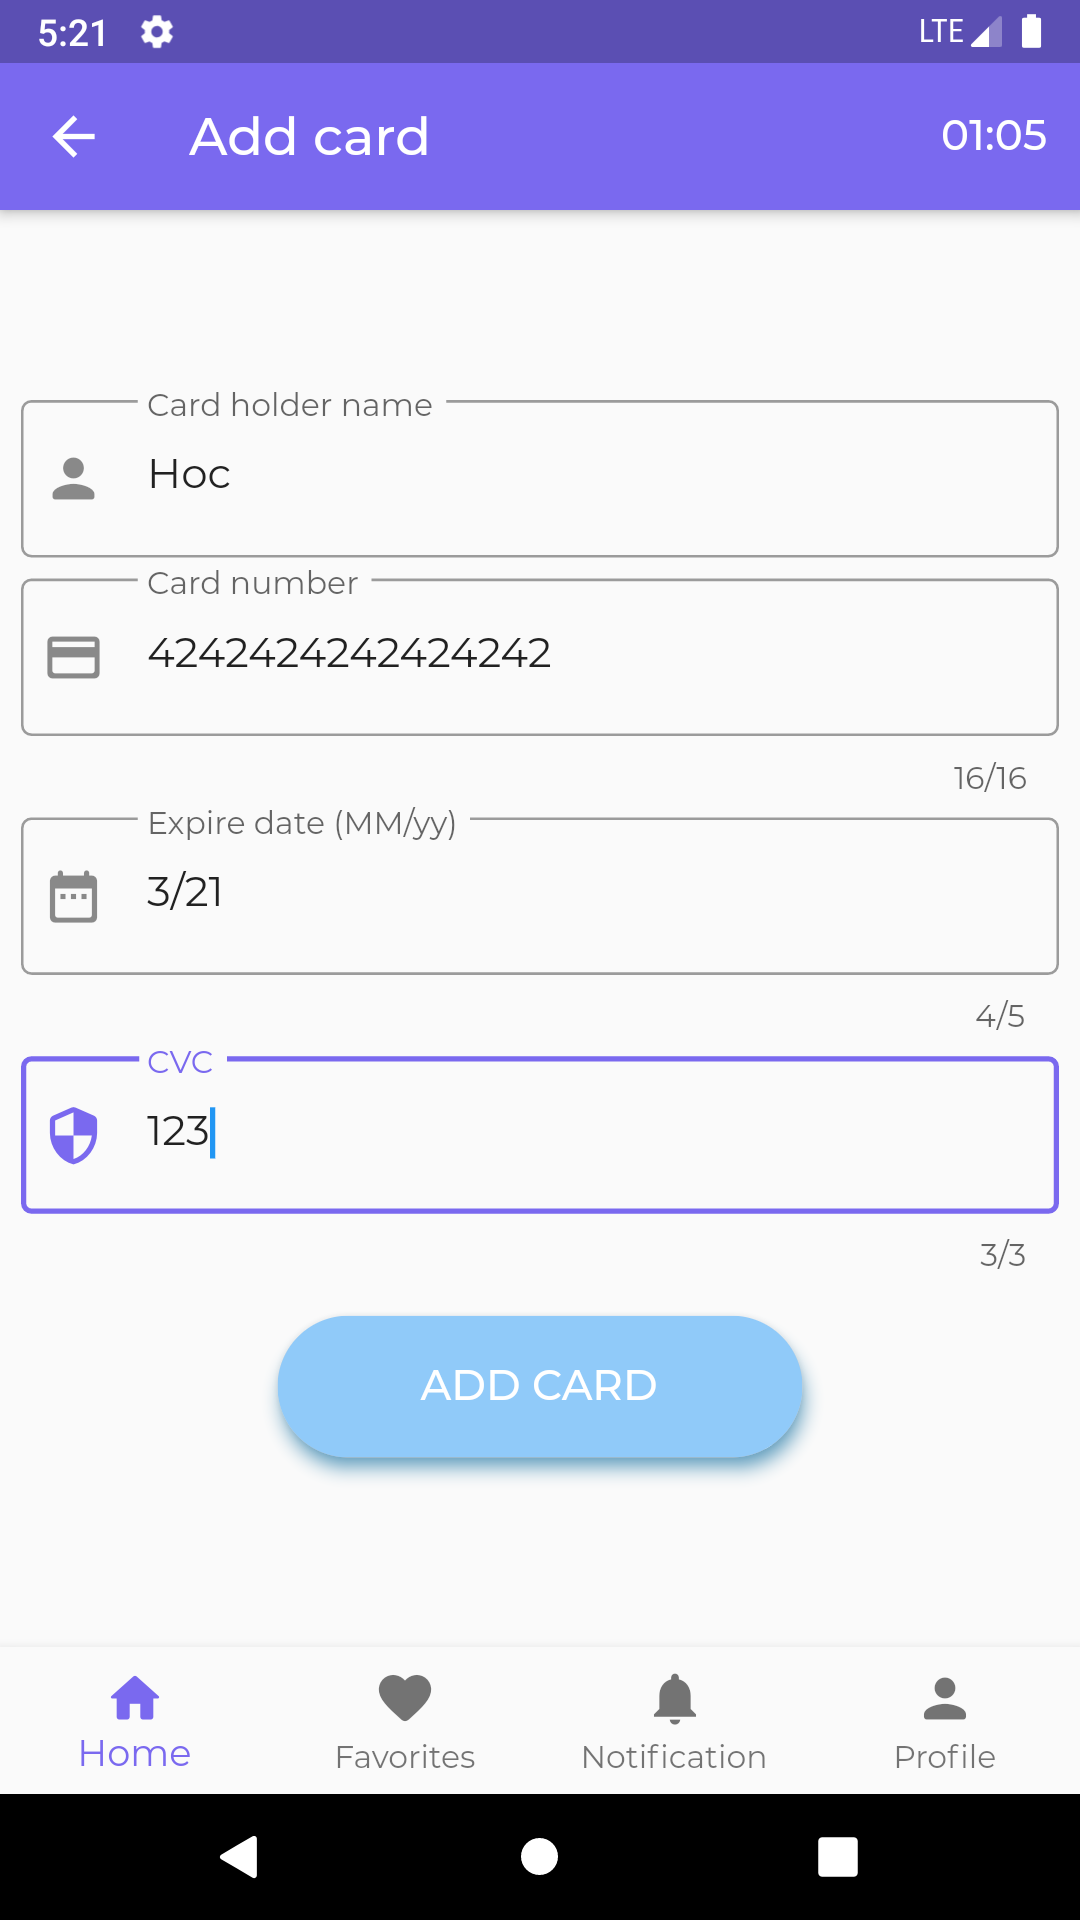 5:21 LTE
Add card 01:05
Card holder name
Hoc
Card number
4242424242424242
16/16
Expire date (MM/yy)
3/21
4/5
CVC
123
3/3
ADD CARD
Home Favorites Notification Profile